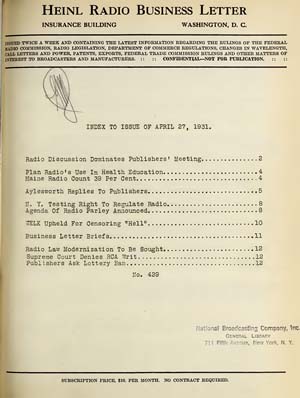 HEINL RADIO BUSINESS LETTER
INSURANCE BUILDING WASHINGTON, D. C.
ISSUED TWICE A WEEK AND CONTAINING THE LATEST INFORMATION REGARDING THE RULINGS OF THE FEDERAL
RADIO COMMISSION, RADIO LEGISLATION, DEPARTMENT OF COMMERCE REGULATIONS, CHANGES IN WAVELENGTH,
CALL LETTERS AND POWER, PATENTS, EXPORTS, FEDERAL TRADE COMMISSION RULINGS AND OTHER MATTERS OF
INTEREST TO BROADCASTERS AND MANUFACTURERS. :: :: CONFIDENTIAL—NOT FOR PUBLICATION. :: ::
INDEX TO ISSUE OF APRIL 27, 1931.
Radio Discussion Dominates Publishers' Meeting.............2
Plan Radio's Use In Health Education.......................4
Maine Radio Count 39 Per Cent..............................4
Aylesworth Replies To Publishers...........................5
N. Y. Testing Right To Regulate Radio......................8
Agenda Of Radio Parley Announced...........................8
Upheld For Censoring "Hell".........................10
Business Letter Briefs....................................11
Radio Law Modernization To Be Sought......................12
Supreme Court Denies RCA Writ.............................12
Publishers Ask Lottery Ban................................12
No. 429
National Broadcasting Company, Inc.
GENERAL LIBRARY
711 Fifth Avenue, New York, N. Y.
SUBSCRIPTION PRICE, $10. PER MONTH. NO CONTRACT REQUIRED.